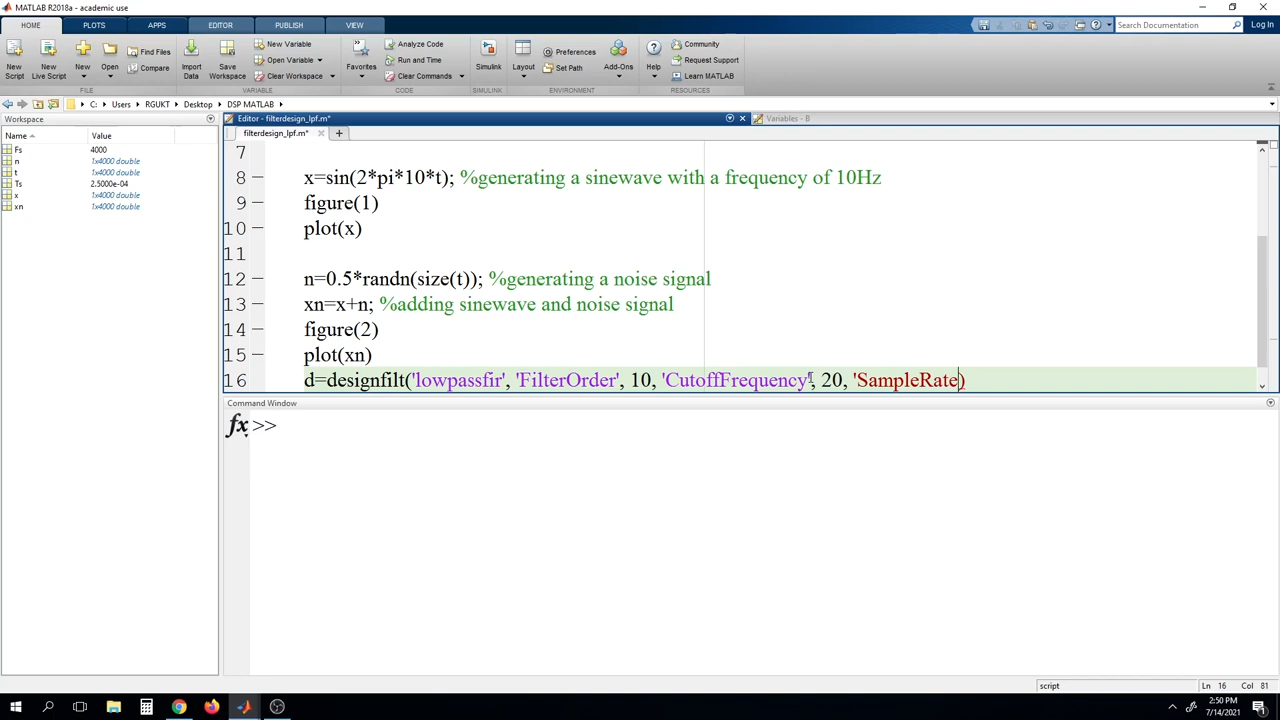 MATLAB R2018a - academic use
HOME PLOTS APPS EDITOR PUBLISH VIEW Search Documentation Log In
New Script New Live Script New Open Find Files Compare Import Data Save Workspace New Variable Open Variable Clear Workspace Favorites Analyze Code Run and Time Clear Commands Simulink Layout Preferences Set Path Add-Ons Help Community Request Support Learn MATLAB
FILE VARIABLE CODE SIMULINK ENVIRONMENT RESOURCES
C: Users RGUKT Desktop DSP MATLAB
Workspace
Name Value
Fs 4000
n 1x4000 double
t 1x4000 double
Ts 2.5000e-04
x 1x4000 double
xn 1x4000 double
Editor - filterdesign_lpf.m* Variables - B
filterdesign_lpf.m*
7
8 x=sin(2*pi*10*t); %generating a sinewave with a frequency of 10Hz
9 figure(1)
10 plot(x)
11
12 n=0.5*randn(size(t)); %generating a noise signal
13 xn=x+n; %adding sinewave and noise signal
14 figure(2)
15 plot(xn)
16 d=designfilt('lowpassfir', 'FilterOrder', 10, 'CutoffFrequency', 20, 'SampleRate)
Command Window
fx >>
script Ln 16 Col 81
2:50 PM
7/14/2021